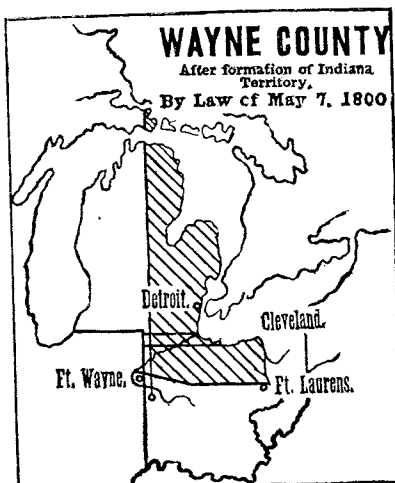 WAYNE COUNTY
After formation of Indiana
Territory.
By Law of May 7. 1800
Detroit.
Cleveland.
Ft. Wayne.
Ft. Laurens.